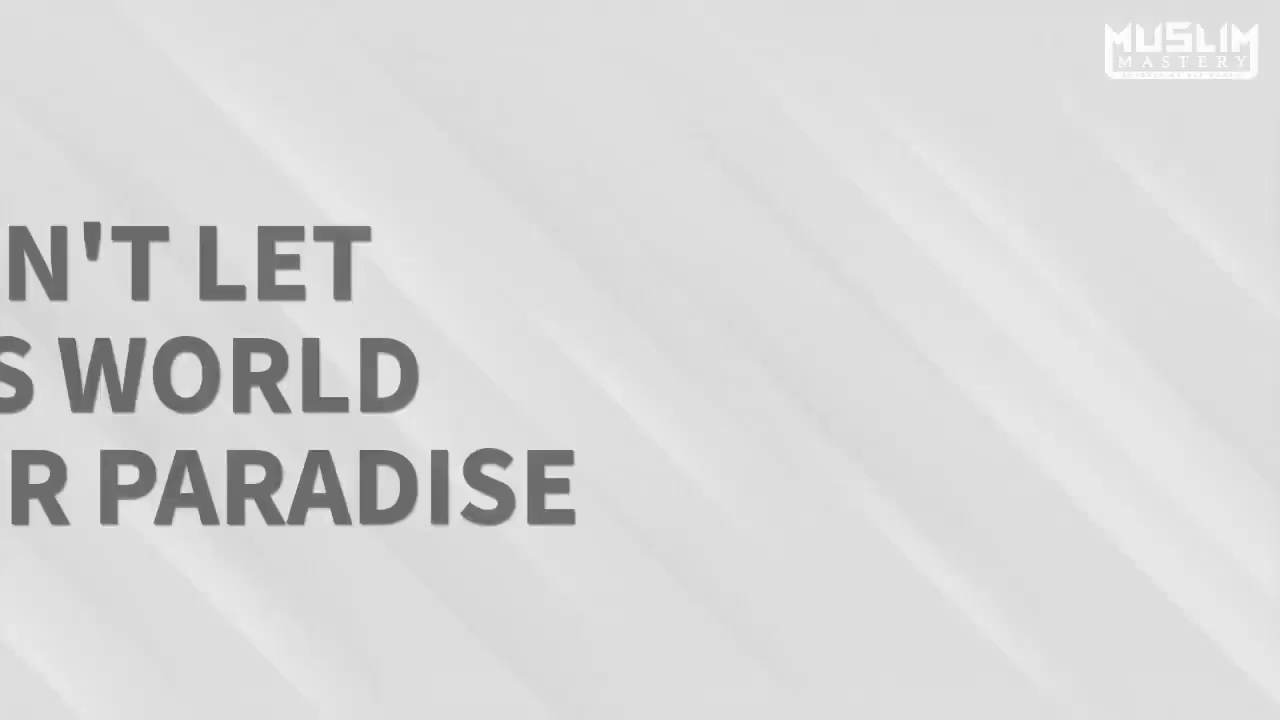 MUSLIM
MASTERY
N'T LET
S WORLD
R PARADISE